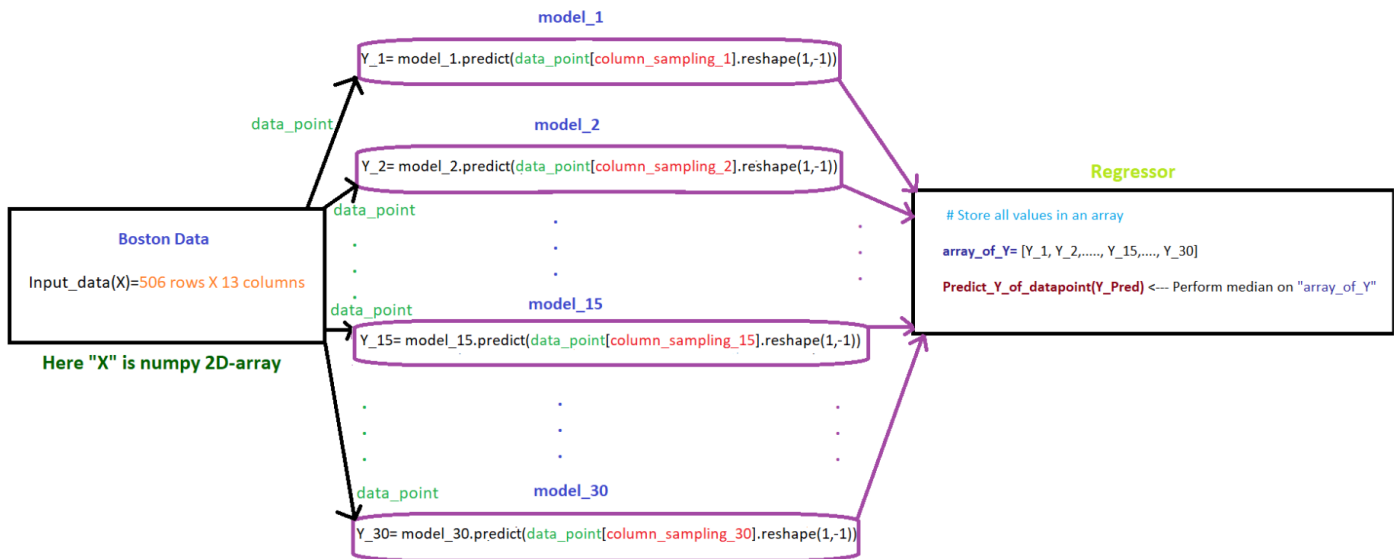 model_1
Y_1= model_1.predict(data_point[column_sampling_1].reshape(1,-1))
data_point
model_2
Y_2= model_2.predict(data_point[column_sampling_2].reshape(1,-1))
data_point
Boston Data
Input_data(X)=506 rows X 13 columns
Here "X" is numpy 2D-array
data_point
model_15
Y_15= model_15.predict(data_point[column_sampling_15].reshape(1,-1))
data_point
model_30
Y_30= model_30.predict(data_point[column_sampling_30].reshape(1,-1))
Regressor
# Store all values in an array
array_of_Y= [Y_1, Y_2,....., Y_15,...., Y_30]
Predict_Y_of_datapoint(Y_Pred) <--- Perform median on "array_of_Y"